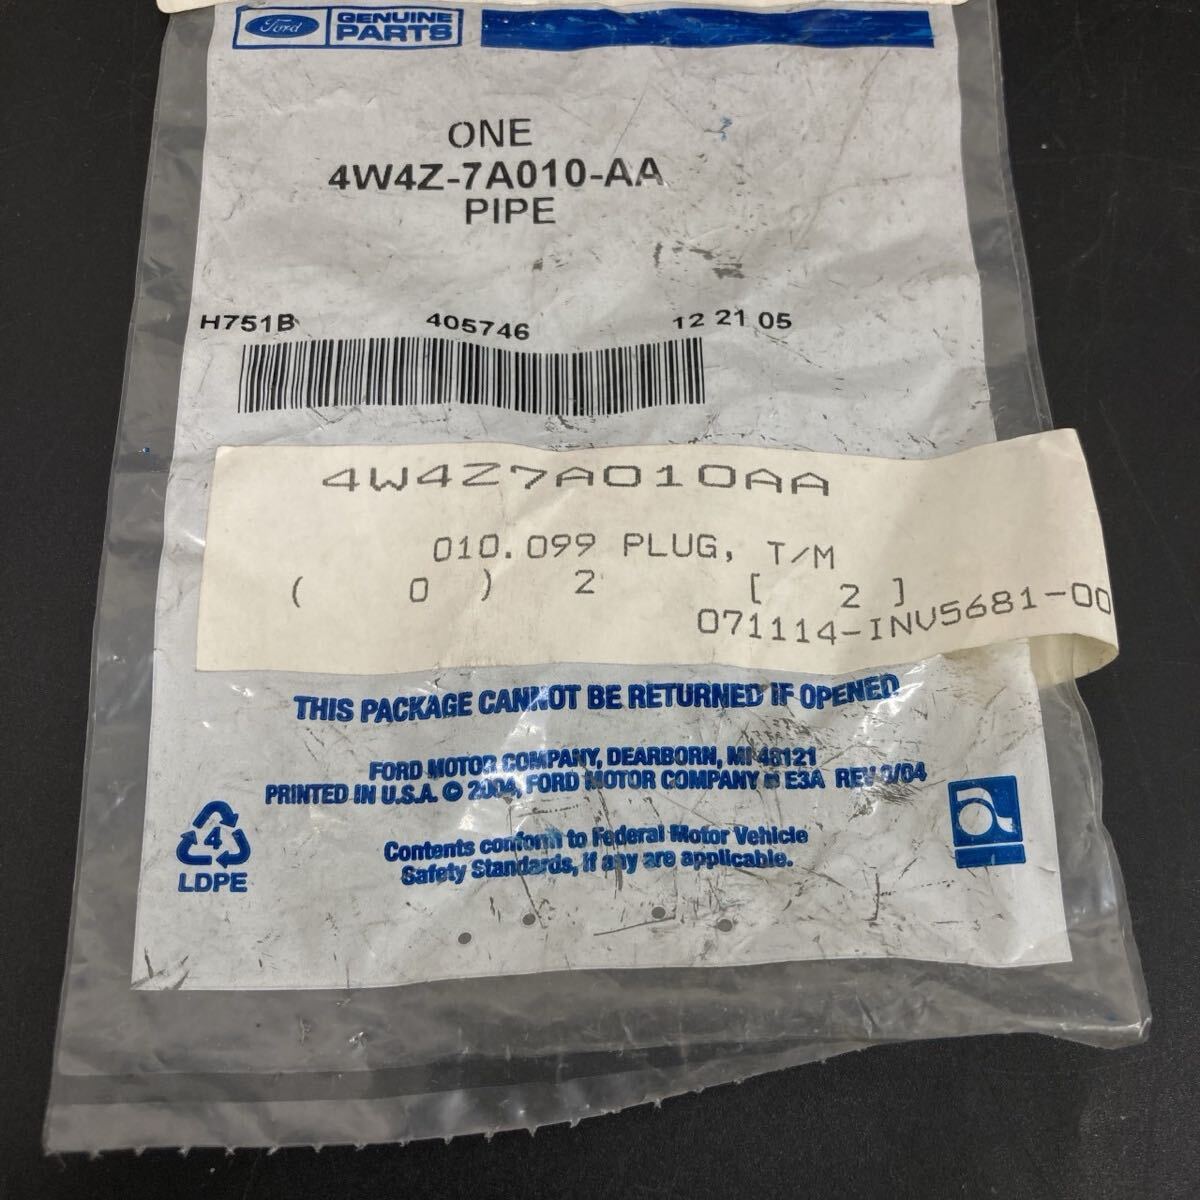 Ford GENUINE PARTS
ONE
4W4Z-7A010-AA
PIPE
H751B 405746 12 21 05
4W4Z7A010AA
010.099 PLUG, T/M
( 0 ) 2 [ 2 ]
071114-INV5681-00
THIS PACKAGE CANNOT BE RETURNED IF OPENED
FORD MOTOR COMPANY, DEARBORN, MI 48121
PRINTED IN U.S.A. © 2004, FORD MOTOR COMPANY E3A REV /04
Contents conform to Federal Motor Vehicle
Safety Standards, if any are applicable.
4
LDPE